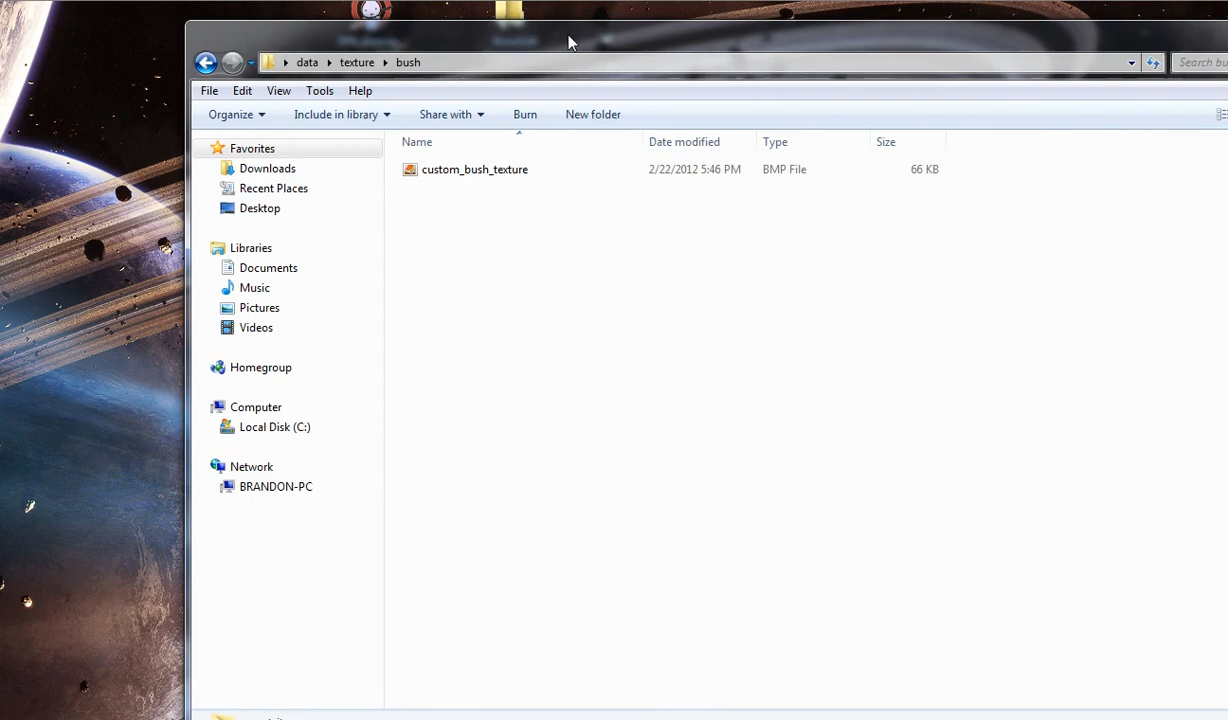 data texture bush Search bu
File Edit View Tools Help
Organize Include in library Share with Burn New folder
Name Date modified Type Size
custom_bush_texture 2/22/2012 5:46 PM BMP File 66 KB
Favorites
Downloads
Recent Places
Desktop
Libraries
Documents
Music
Pictures
Videos
Homegroup
Computer
Local Disk (C:)
Network
BRANDON-PC